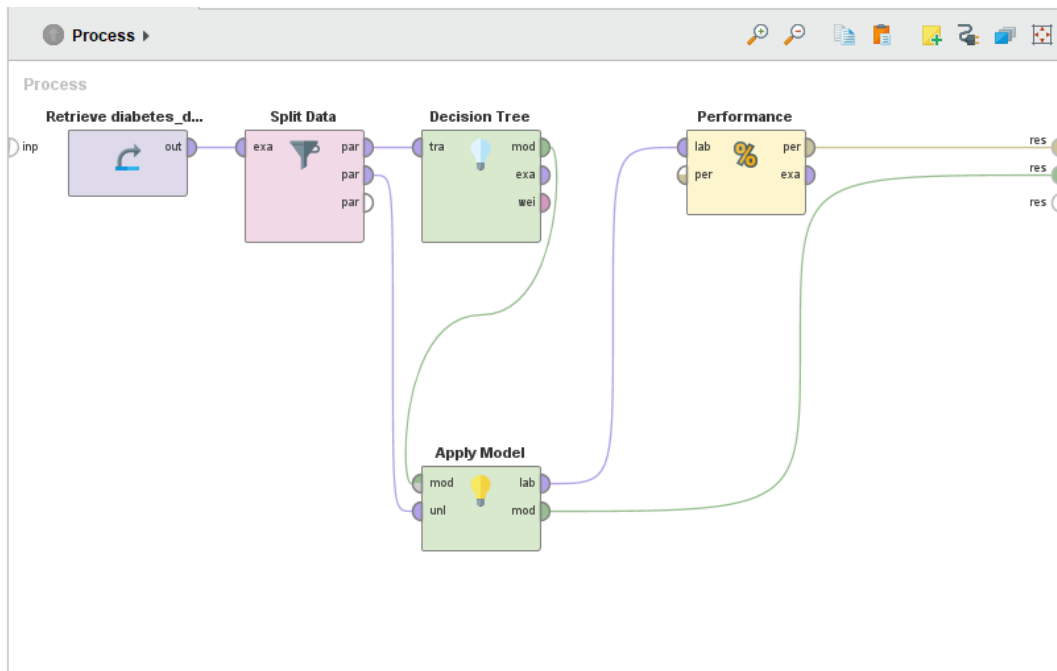 Process
Process
Retrieve diabetes_d...
Split Data
Decision Tree
Performance
inp
out
exa
par
par
par
tra
mod
exa
wei
lab
per
per
exa
res
res
res
Apply Model
mod
lab
unl
mod
%